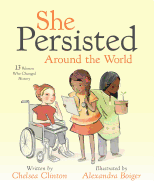 She
Persisted
Around the World
13 Women
Who Changed
History
Written by
Chelsea Clinton
Illustrated by
Alexandra Boiger